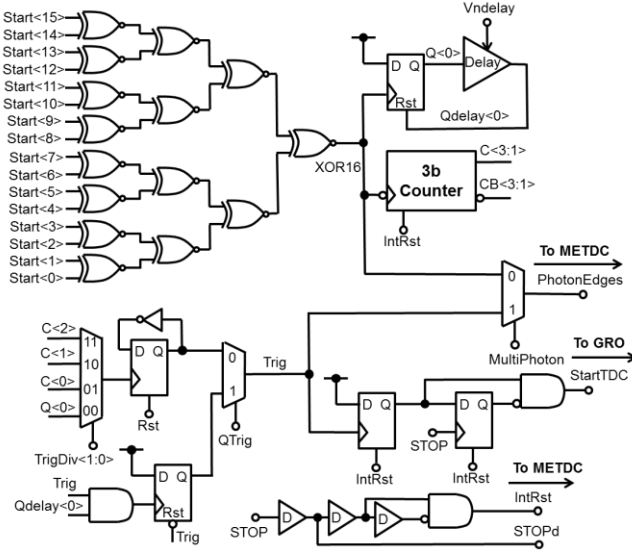 Start<15>
Start<14>
Start<13>
Start<12>
Start<11>
Start<10>
Start<9>
Start<8>
Start<7>
Start<6>
Start<5>
Start<4>
Start<3>
Start<2>
Start<1>
Start<0>
XOR16
Vndelay
D Q
Rst
Q<0>
Delay
Qdelay<0>
3b
Counter
C<3:1>
CB<3:1>
IntRst
0
1
To METDC
PhotonEdges
MultiPhoton
C<2>
C<1>
C<0>
Q<0>
11
10
01
00
TrigDiv<1:0>
D Q
Rst
0
1
QTrig
Trig
Trig
Qdelay<0>
D Q
Rst
Trig
D Q
IntRst
STOP
D Q
IntRst
To GRO
StartTDC
STOP
D
D
D
To METDC
IntRst
STOPd